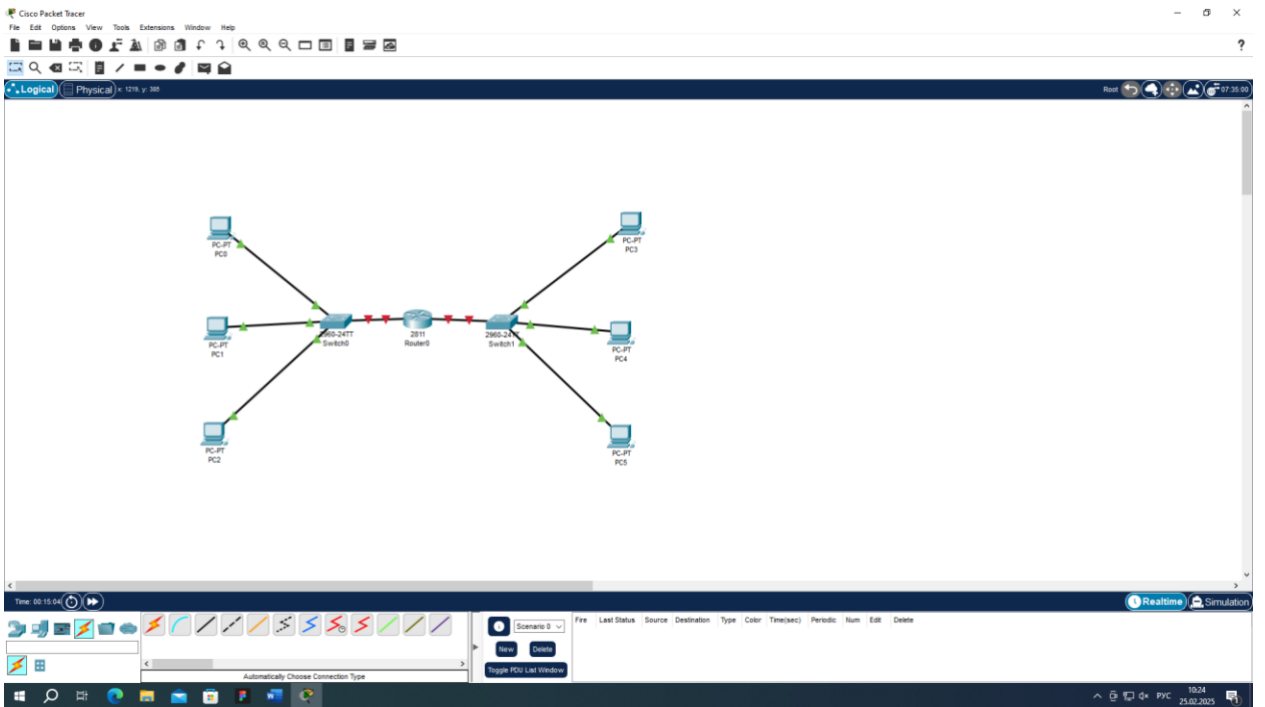 Cisco Packet Tracer
File Edit Options View Tools Extensions Window Help
?
Logical Physical x: 1219, y: 385 Root 07:35:00
PC-PT
PC0
PC-PT
PC1
PC-PT
PC2
2960-24TT
Switch0
2811
Router0
2960-24TT
Switch1
PC-PT
PC3
PC-PT
PC4
PC-PT
PC5
Time: 00:15:04 Realtime Simulation
Scenario 0
New Delete
Toggle PDU List Window
Fire Last Status Source Destination Type Color Time(sec) Periodic Num Edit Delete
Automatically Choose Connection Type
РУС 10:24
25.02.2025